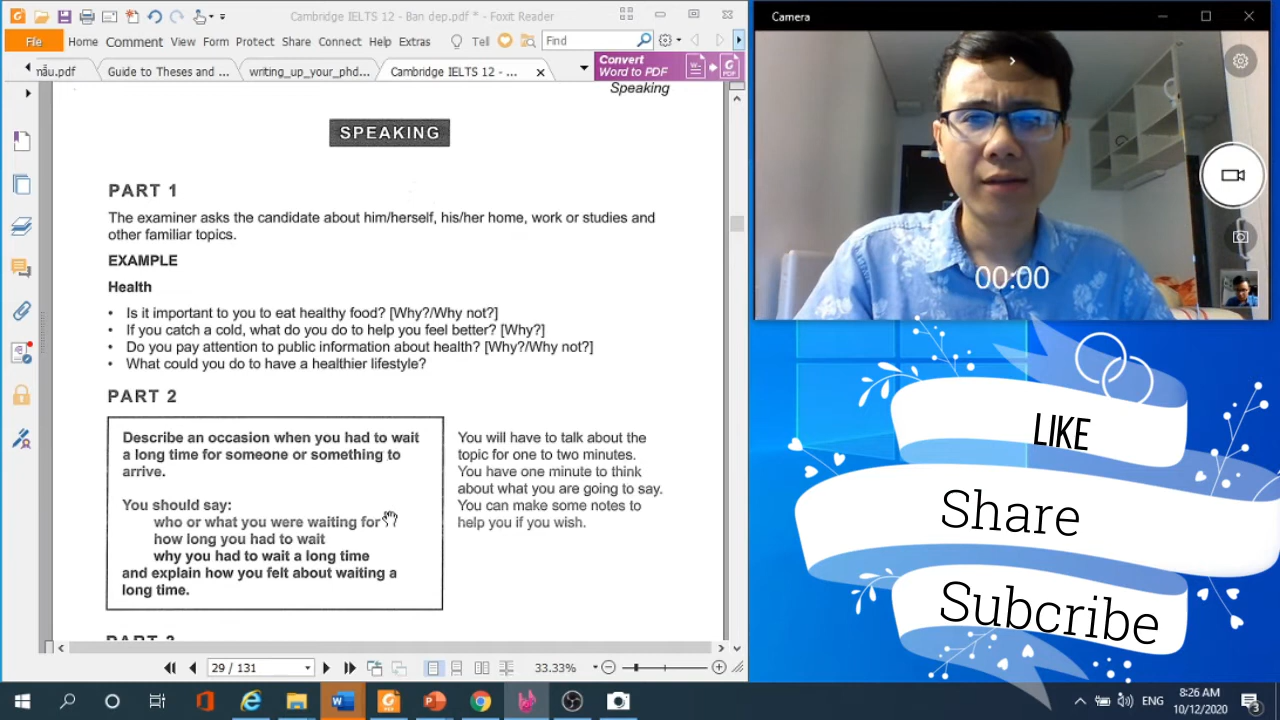 Cambridge IELTS 12 - Ban dep.pdf * - Foxit Reader
File Home Comment View Form Protect Share Connect Help Extras Tell Find
Guide to Theses and ... writing_up_your_phd... Cambridge IELTS 12 - ...
Convert
Word to PDF
Speaking
SPEAKING
PART 1
The examiner asks the candidate about him/herself, his/her home, work or studies and
other familiar topics.
EXAMPLE
Health
• Is it important to you to eat healthy food? [Why?/Why not?]
• If you catch a cold, what do you do to help you feel better? [Why?]
• Do you pay attention to public information about health? [Why?/Why not?]
• What could you do to have a healthier lifestyle?
PART 2
Describe an occasion when you had to wait
a long time for someone or something to
arrive.
You should say:
who or what you were waiting for
how long you had to wait
why you had to wait a long time
and explain how you felt about waiting a
long time.
You will have to talk about the
topic for one to two minutes.
You have one minute to think
about what you are going to say.
You can make some notes to
help you if you wish.
29 / 131
33.33%
Camera
00:00
LIKE
Share
Subcribe
ENG
8:26 AM
10/12/2020
3